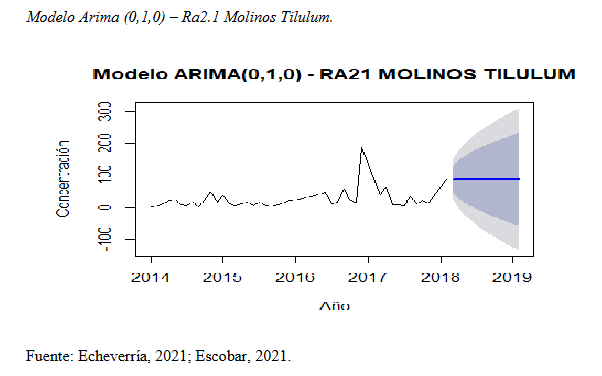 Modelo Arima (0,1,0) – Ra2.1 Molinos Tilulum.
Modelo ARIMA(0,1,0) - RA21 MOLINOS TILULUM
Concentración
300
200
100
0
-100
2014 2015 2016 2017 2018 2019
Año
Fuente: Echeverría, 2021; Escobar, 2021.